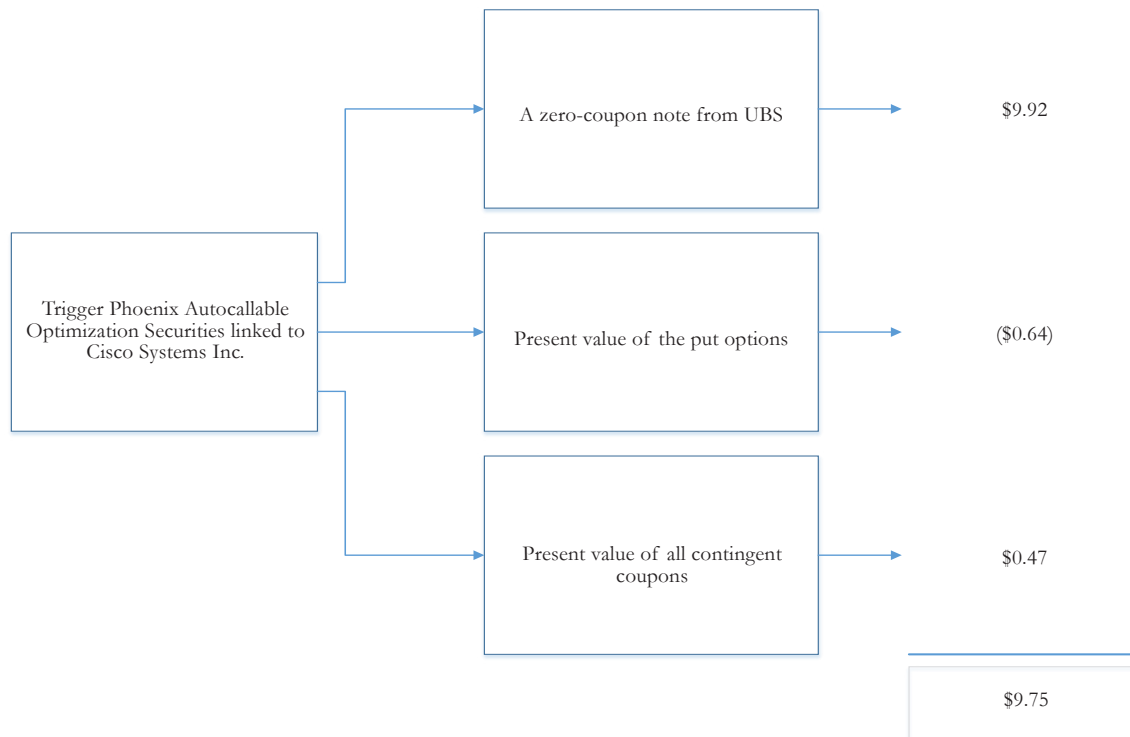 A zero-coupon note from UBS
$9.92
Trigger Phoenix Autocallable
Optimization Securities linked to
Cisco Systems Inc.
Present value of the put options
($0.64)
Present value of all contingent
coupons
$0.47
$9.75